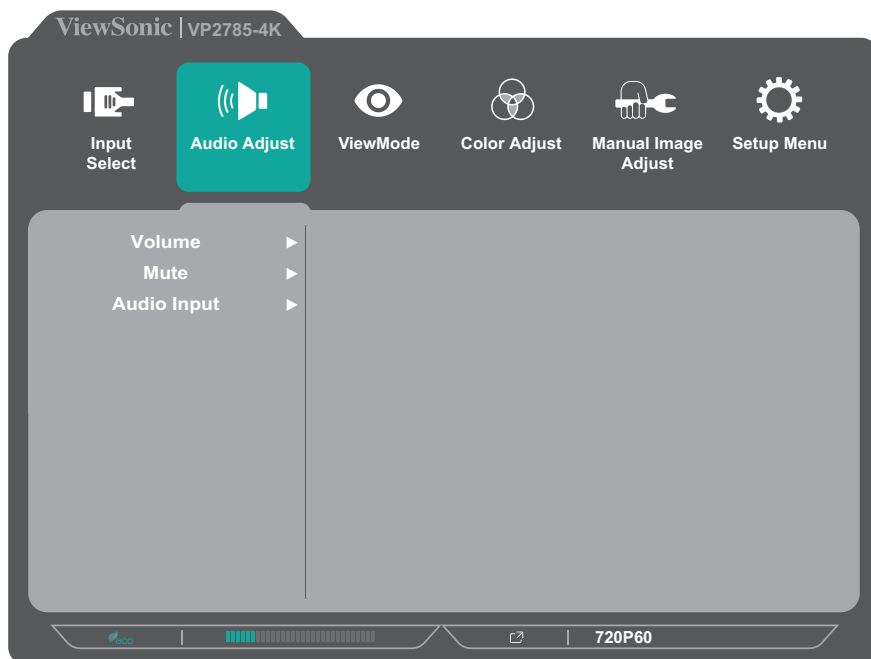 ViewSonic | VP2785-4K
Input
Select
Audio Adjust
ViewMode
Color Adjust
Manual Image
Adjust
Setup Menu
Volume
Mute
Audio Input
eco
720P60